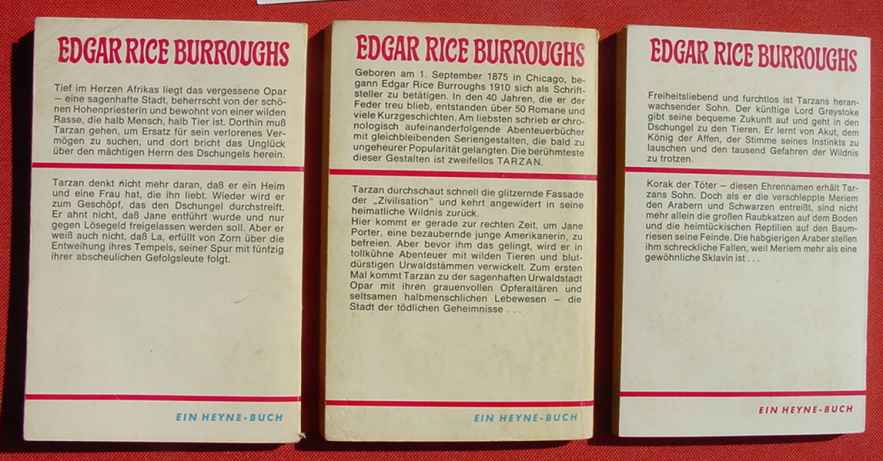 EDGAR RICE BURROUGHS
Tief im Herzen Afrikas liegt das vergessene Opar
– eine sagenhafte Stadt, beherrscht von der schö-
nen Hohenpriesterin und bewohnt von einer wilden
Rasse, die halb Mensch, halb Tier ist. Dorthin muß
Tarzan gehen, um Ersatz für sein verlorenes Ver-
mögen zu suchen, und dort bricht das Unglück
über den mächtigen Herrn des Dschungels herein.
Tarzan denkt nicht mehr daran, daß er ein Heim
und eine Frau hat, die ihn liebt. Wieder wird er
zum Geschöpf, das den Dschungel durchstreift.
Er ahnt nicht, daß Jane entführt wurde und nur
gegen Lösegeld freigelassen werden soll. Aber er
weiß auch nicht, daß La, erfüllt von Zorn über die
Entweihung ihres Tempels, seiner Spur mit fünfzig
ihrer abscheulichen Gefolgsleute folgt.
EIN HEYNE-BUCH
EDGAR RICE BURROUGHS
Geboren am 1. September 1875 in Chicago, be-
gann Edgar Rice Burroughs 1910 sich als Schrift-
steller zu betätigen. In den 40 Jahren, die er der
Feder treu blieb, entstanden über 50 Romane und
viele Kurzgeschichten. Am liebsten schrieb er chro-
nologisch aufeinanderfolgende Abenteuerbücher
mit gleichbleibenden Seriengestalten, die bald zu
ungeheurer Popularität gelangten. Die berühmteste
dieser Gestalten ist zweifellos TARZAN.
Tarzan durchschaut schnell die glitzernde Fassade
der „Zivilisation“ und kehrt angewidert in seine
heimatliche Wildnis zurück.
Hier kommt er gerade zur rechten Zeit, um Jane
Porter, eine bezaubernde junge Amerikanerin, zu
befreien. Aber bevor ihm das gelingt, wird er in
tollkühne Abenteuer mit wilden Tieren und blut-
dürstigen Urwaldstämmen verwickelt. Zum ersten
Mal kommt Tarzan zu der sagenhaften Urwaldstadt
Opar mit ihren grauenvollen Opferaltären und
seltsamen halbmenschlichen Lebewesen – die
Stadt der tödlichen Geheimnisse . . .
EIN HEYNE-BUCH
EDGAR RICE BURROUGHS
Freiheitsliebend und furchtlos ist Tarzans heran-
wachsender Sohn. Der künftige Lord Greystoke
gibt seine bequeme Zukunft auf und geht in den
Dschungel zu den Tieren. Er lernt von Akut, dem
König der Affen, der Stimme seines Instinkts zu
lauschen und den tausend Gefahren der Wildnis
zu trotzen.
Korak der Töter – diesen Ehrennamen erhält Tar-
zans Sohn. Doch als er die verschleppte Meriem
den Arabern und Schwarzen entreißt, sind nicht
mehr allein die großen Raubkatzen auf dem Boden
und die heimtückischen Reptilien auf den Baum-
riesen seine Feinde. Die habgierigen Araber stellen
ihm schreckliche Fallen, weil Meriem mehr als eine
gewöhnliche Sklavin ist . . .
EIN HEYNE-BUCH